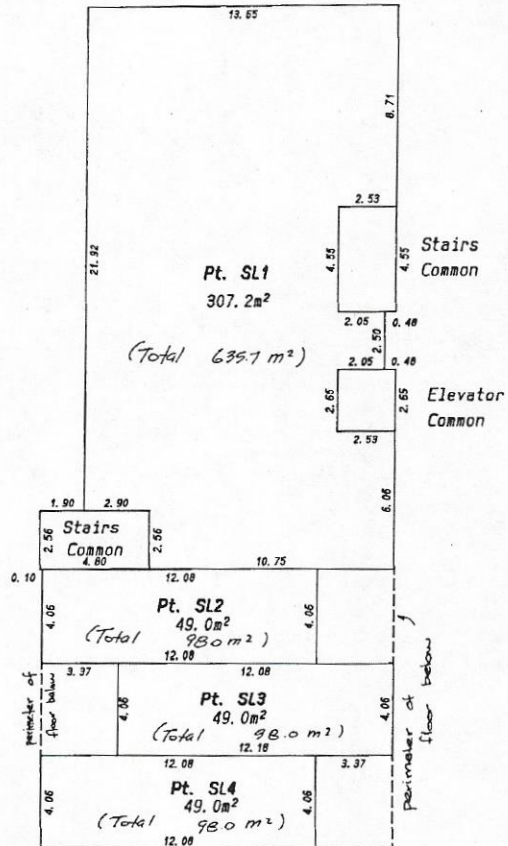 13.65
8.71
2.53
4.55
4.55
Stairs
Common
21.92
Pt. SL1
307.2m²
2.05
0.48
2.50
(Total 635.7 m²)
2.05
0.48
2.65
2.65
Elevator
Common
2.53
6.06
1.90
2.90
Stairs
Common
2.56
2.56
4.80
10.75
0.10
12.08
4.06
Pt. SL2
49.0m²
(Total 98.0 m²)
4.06
12.08
perimeter of
floor below
3.37
12.08
4.06
Pt. SL3
49.0m²
(Total 98.0 m²)
4.06
12.18
perimeter of
floor below
12.08
3.37
4.06
Pt. SL4
49.0m²
(Total 98.0 m²)
4.06
12.08